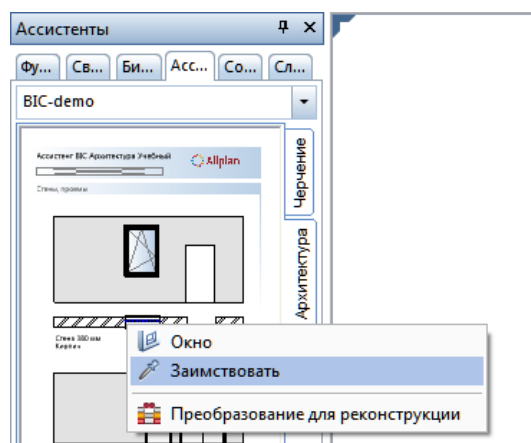 Ассистенты
Фу... Св... Би... Асс... Со... Сл...
BIC-demo
Ассистент BIC Архитектура Учебный
Allplan
Стены, проемы
Черчение
Архитектура
Стена 380 мм
Кирпич
Окно
Заимствовать
Преобразование для реконструкции